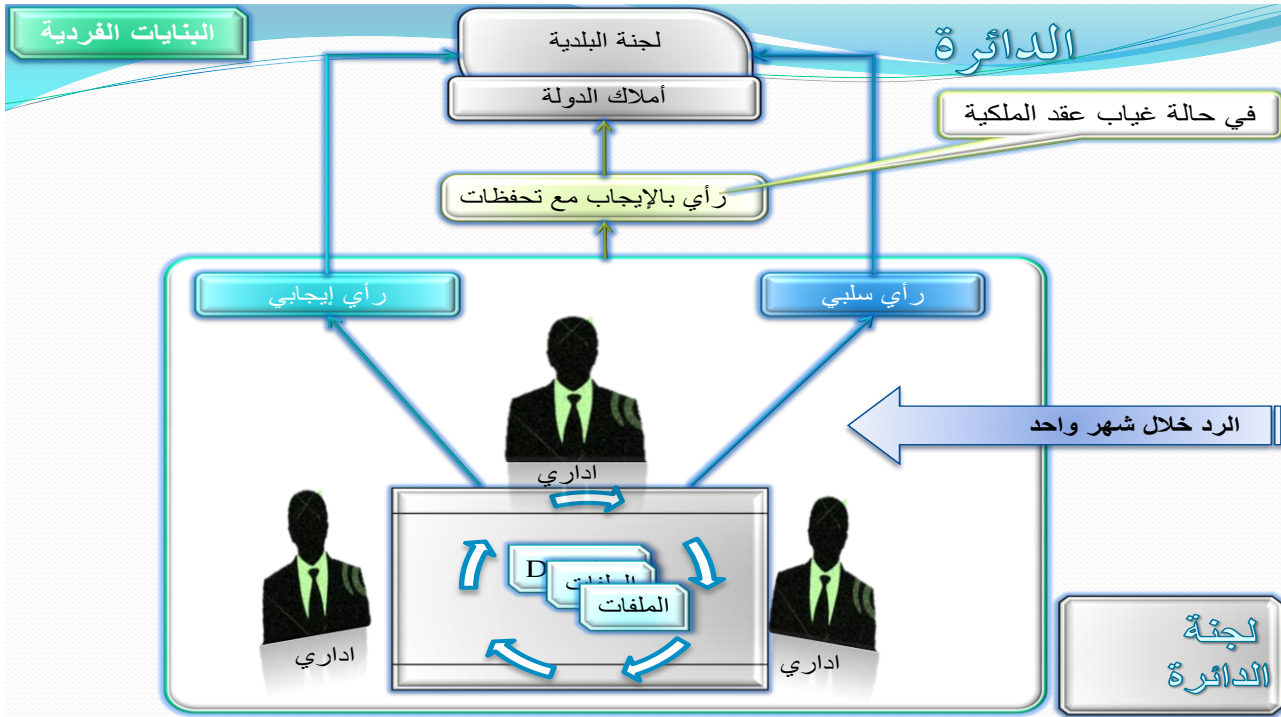 البنايات الفردية
الدائرة
لجنة البلدية
أملاك الدولة
في حالة غياب عقد الملكية
رأي بالإيجاب مع تحفظات
رأي سلبي
رأي إيجابي
الرد خلال شهر واحد
اداري
اداري
اداري
الملفات
لجنة
الدائرة